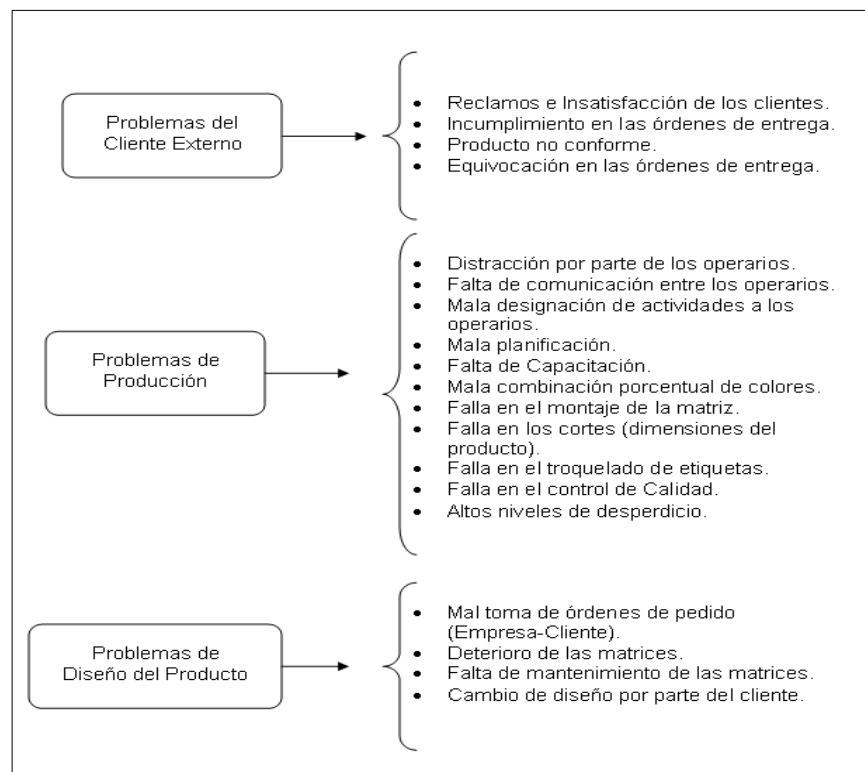 Problemas del
Cliente Externo
• Reclamos e Insatisfacción de los clientes.
• Incumplimiento en las órdenes de entrega.
• Producto no conforme.
• Equivocación en las órdenes de entrega.
Problemas de
Producción
• Distracción por parte de los operarios.
• Falta de comunicación entre los operarios.
• Mala designación de actividades a los
operarios.
• Mala planificación.
• Falta de Capacitación.
• Mala combinación porcentual de colores.
• Falla en el montaje de la matriz.
• Falla en los cortes (dimensiones del
producto).
• Falla en el troquelado de etiquetas.
• Falla en el control de Calidad.
• Altos niveles de desperdicio.
Problemas de
Diseño del Producto
• Mal toma de órdenes de pedido
(Empresa-Cliente).
• Deterioro de las matrices.
• Falta de mantenimiento de las matrices.
• Cambio de diseño por parte del cliente.